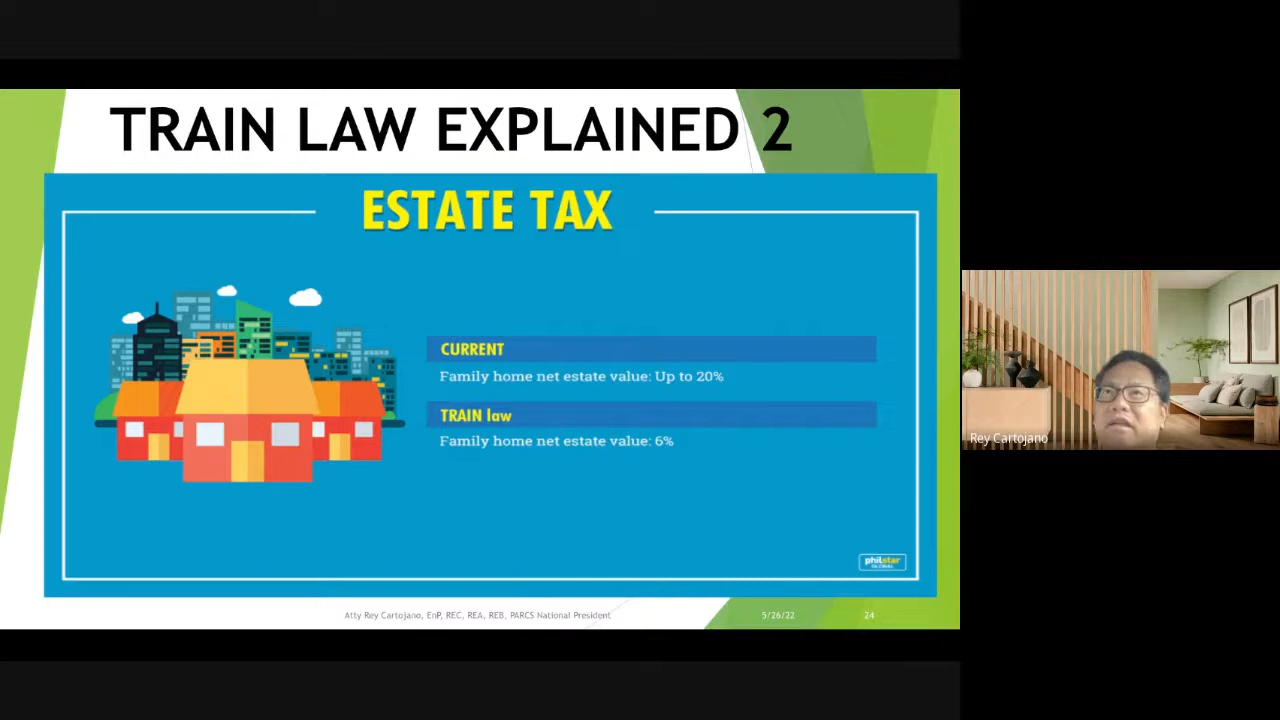 TRAIN LAW EXPLAINED 2
ESTATE TAX
CURRENT
Family home net estate value: Up to 20%
TRAIN law
Family home net estate value: 6%
philstar
GLOBAL
Atty Rey Cartojano, EnP, REC, REA, REB, PARCS National President
5/26/22
24
Rey Cartojano